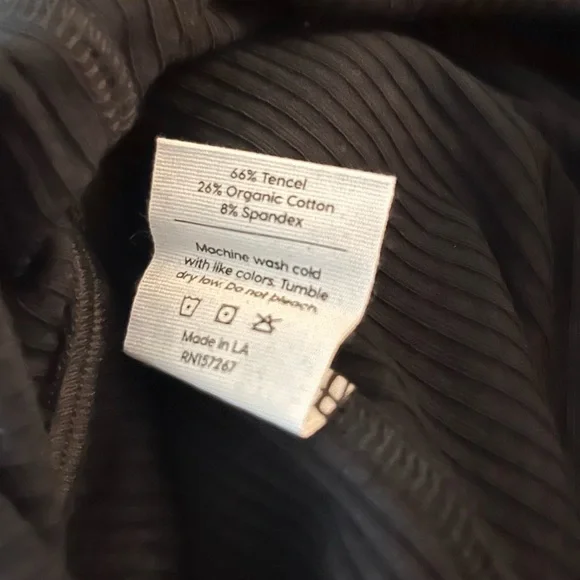 66% Tencel
26% Organic Cotton
8% Spandex
Machine wash cold
with like colors. Tumble
dry low. Do not bleach.
Made in LA
RN157267